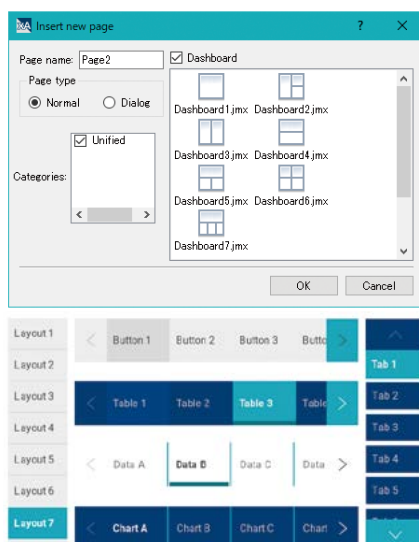 Insert new page
Page name: Page2
Dashboard
Page type
Normal Dialog
Dashboard1.jmx Dashboard2.jmx
Categories: Unified
Dashboard3.jmx Dashboard4.jmx
Dashboard5.jmx Dashboard6.jmx
Dashboard7.jmx
OK Cancel
Layout 1
Layout 2
Layout 3
Layout 4
Layout 5
Layout 6
Layout 7
Button 1 Button 2 Button 3 Butto
Table 1 Table 2 Table 3 Table
Data A Data B Data C Data
Chart A Chart B Chart C Chart
Tab 1
Tab 2
Tab 3
Tab 4
Tab 5